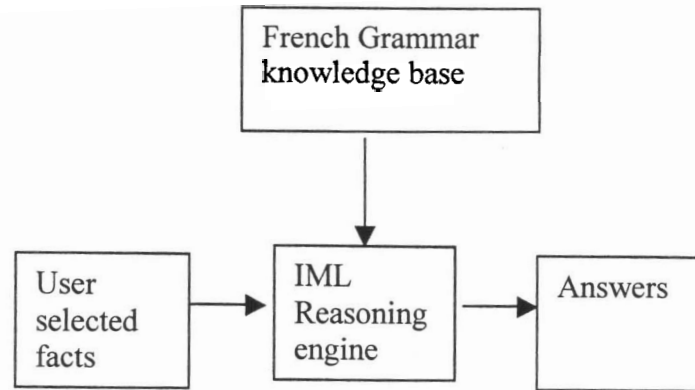 French Grammar
knowledge base
User
selected
facts
IML
Reasoning
engine
Answers